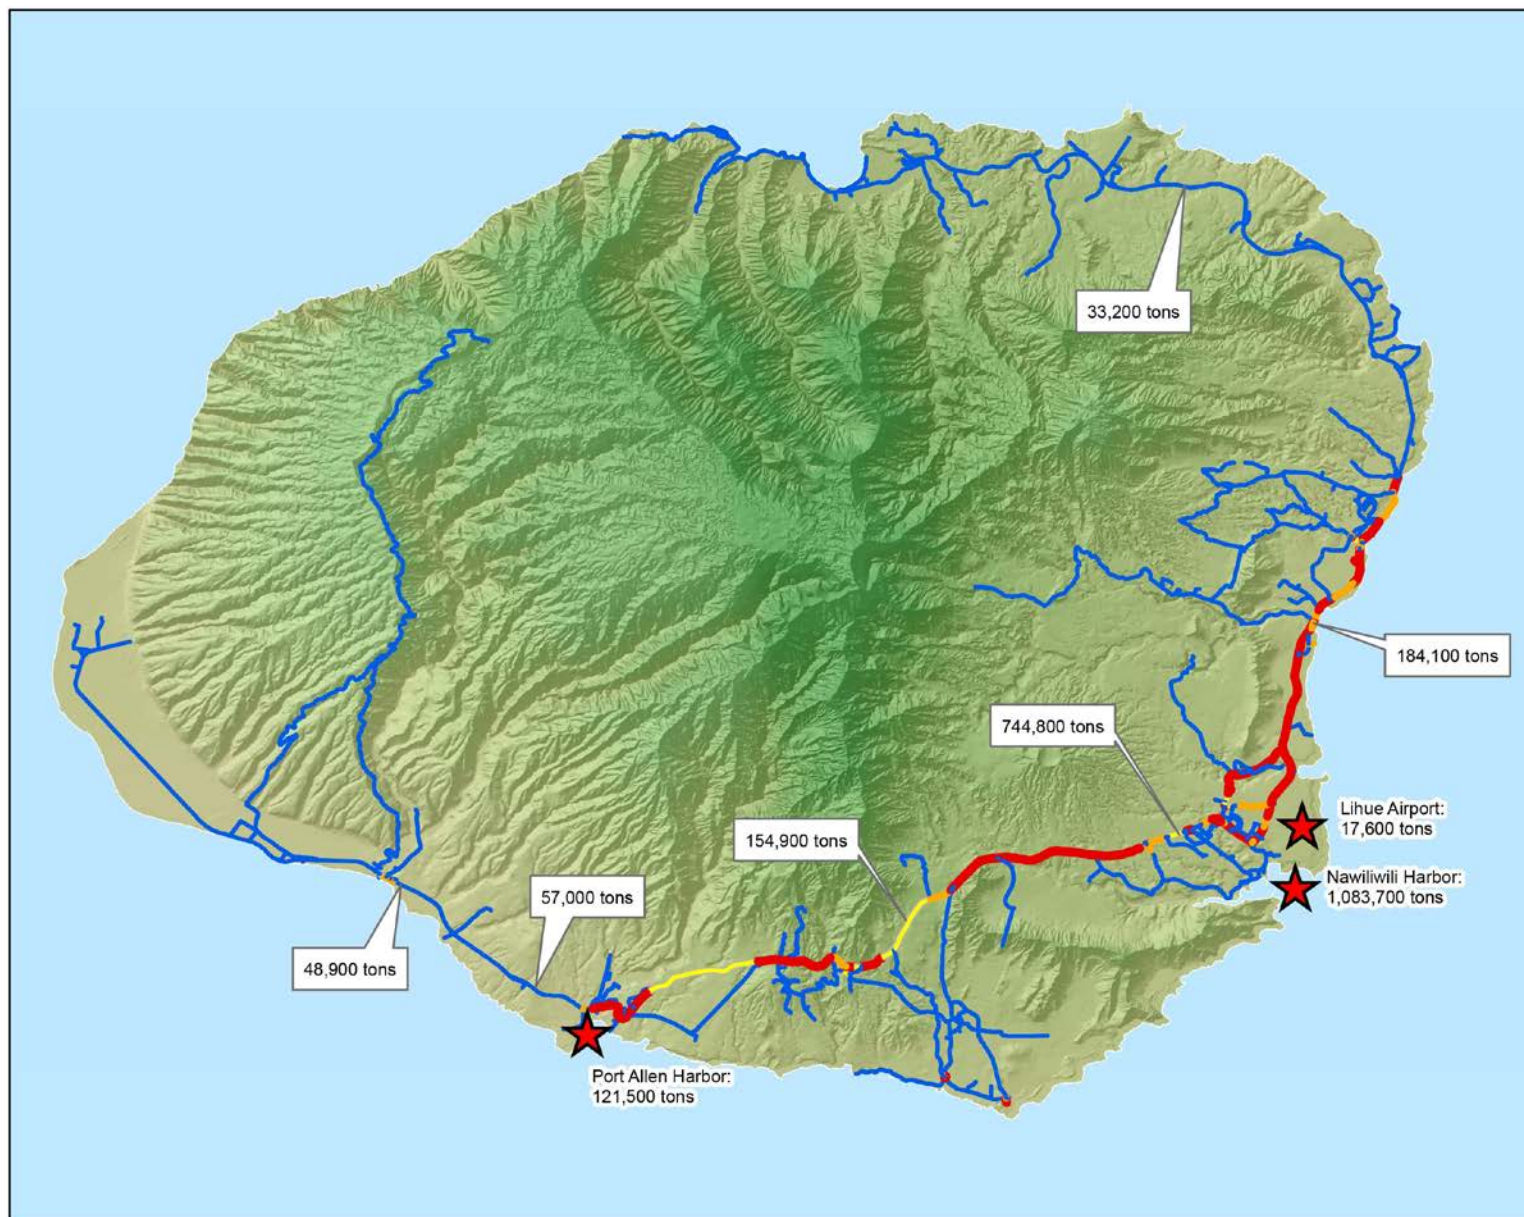 33,200 tons
184,100 tons
744,800 tons
Lihue Airport:
17,600 tons
154,900 tons
Nawiliwili Harbor:
1,083,700 tons
57,000 tons
48,900 tons
Port Allen Harbor:
121,500 tons